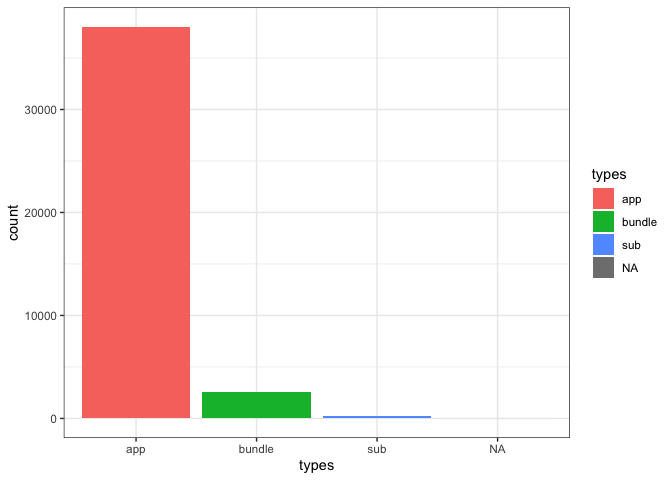 count
30000
20000
10000
0
app bundle sub NA
types
types
app
bundle
sub
NA